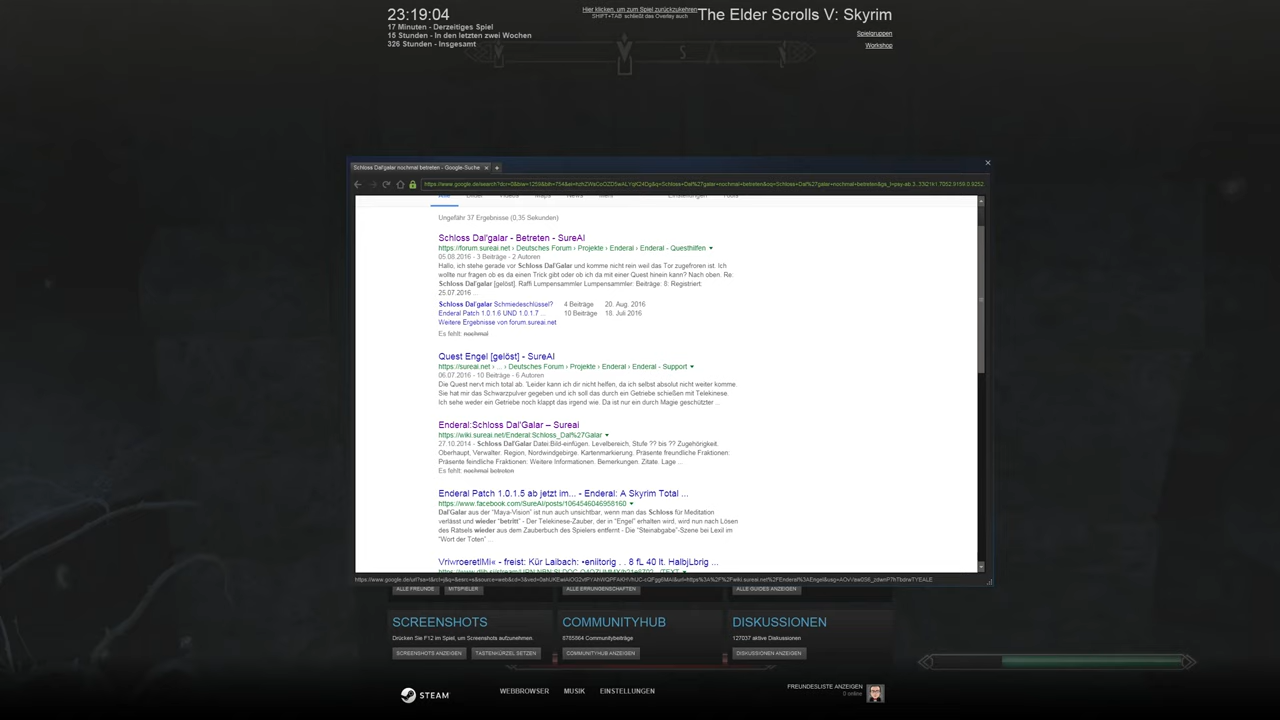 23:19:04
17 Minuten - Derzeitiges Spiel
15 Stunden - In den letzten zwei Wochen
326 Stunden - Insgesamt
Hier klicken, um zum Spiel zurückzukehren
SHIFT+TAB schließt das Overlay auch
The Elder Scrolls V: Skyrim
Spielgruppen
Workshop
Schloss Dal'galar nochmal betreten - Google-Suche
Ungefähr 37 Ergebnisse (0,35 Sekunden)
Schloss Dal'galar - Betreten - SureAI
https://forum.sureai.net › Deutsches Forum › Projekte › Enderal › Enderal - Questhilfen
05.08.2016 - 3 Beiträge - 2 Autoren
Hallo, ich stehe gerade vor Schloss Dal'Galar und komme nicht rein weil das Tor zugefroren ist. Ich
wollte nur fragen ob es da einen Trick gibt oder ob ich da mit einer Quest hinein kann? Nach oben. Re:
Schloss Dal'Galar [gelöst]. Raffi Lumpensammler Lumpensammler: Beiträge: 8: Registriert:
25.07.2016 ...
Schloss Dal'galar Schmiedeschlüssel? 4 Beiträge 20. Aug. 2016
Enderal Patch 1.0.1.6 UND 1.0.1.7 ... 10 Beiträge 18. Juli 2016
Weitere Ergebnisse von forum.sureai.net
Es fehlt: nochmal
Quest Engel [gelöst] - SureAI
https://sureai.net › ... › Deutsches Forum › Projekte › Enderal › Enderal - Support
06.07.2016 - 10 Beiträge - 6 Autoren
Die Quest nervt mich total ab. 'Leider kann ich dir nicht helfen, da ich selbst absolut nicht weiter komme.
Sie hat mir das Schwarzpulver gegeben und ich soll das durch ein Getriebe schießen mit Telekinese.
Ich sehe weder ein Getriebe noch klappt das irgend wie. Da ist nur ein durch Magie geschützter ...
Enderal:Schloss Dal'Galar – Sureai
https://wiki.sureai.net/Enderal:Schloss_Dal%27Galar
27.10.2014 - Schloss Dal'Galar Datei:Bild-einfügen. Levelbereich, Stufe ?? bis ?? Zugehörigkeit.
Oberhaupt, Verwalter. Region, Nordwindgebirge. Kartenmarkierung. Präsente freundliche Fraktionen.
Präsente feindliche Fraktionen. Weitere Informationen. Bemerkungen. Zitate. Lage ...
Es fehlt: nochmal betreten
Enderal Patch 1.0.1.5 ab jetzt im... - Enderal: A Skyrim Total ...
https://www.facebook.com/SureAI/posts/1064546046958160
Dal'Galar aus der "Maya-Vision" ist nun auch unsichtbar, wenn man das Schloss für Meditation
verlässt und wieder "betritt" - Der Telekinese-Zauber, der in "Engel" erhalten wird, wird nun nach Lösen
des Rätsels wieder aus dem Zauberbuch des Spielers entfernt - Die "Steinabgabe"-Szene bei Lexil im
"Wort der Toten" ...
VriwroeretIMi« - freist: Kür Laibach: •eniitorig . . 8 fL 40 lt. HalbjLbrig ...
ALLE FREUNDE
MITSPIELER
ALLE ERRUNGENSCHAFTEN
ALLE GUIDES ANZEIGEN
SCREENSHOTS
Drücken Sie F12 im Spiel, um Screenshots aufzunehmen.
SCREENSHOTS ANZEIGEN
TASTENKÜRZEL SETZEN
COMMUNITYHUB
6765564 Communitybeiträge
COMMUNITYHUB ANZEIGEN
DISKUSSIONEN
127037 aktive Diskussionen
DISKUSSIONEN ANZEIGEN
STEAM
WEBBROWSER
MUSIK
EINSTELLUNGEN
FREUNDESLISTE ANZEIGEN
0 online